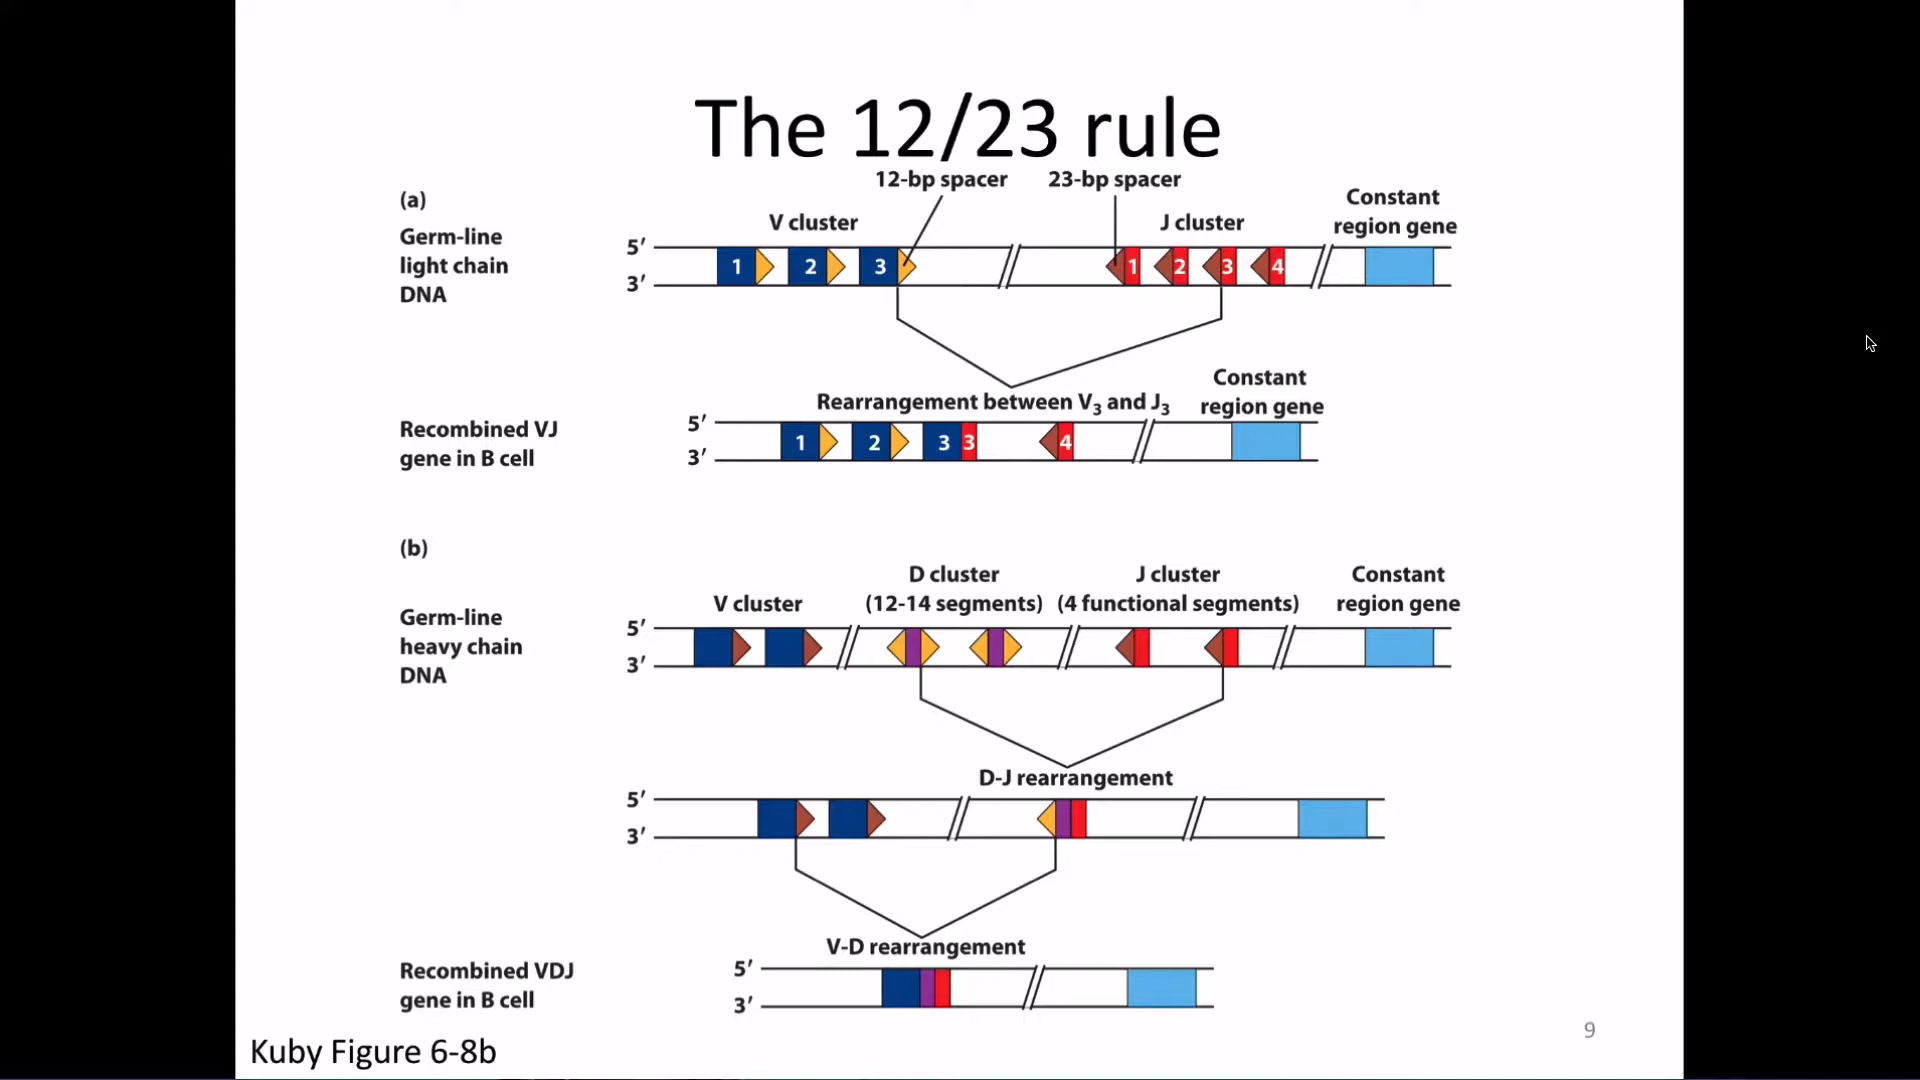 The 12/23 rule
12-bp spacer
23-bp spacer
(a)
Germ-line
light chain
DNA
V cluster
J cluster
Constant
region gene
5′
3′
1
2
3
1
2
3
4
Rearrangement between V3 and J3
Constant
region gene
Recombined VJ
gene in B cell
5′
3′
1
2
3
3
4
(b)
Germ-line
heavy chain
DNA
V cluster
D cluster
(12-14 segments)
J cluster
(4 functional segments)
Constant
region gene
5′
3′
D-J rearrangement
5′
3′
V-D rearrangement
Recombined VDJ
gene in B cell
5′
3′
Kuby Figure 6-8b
9